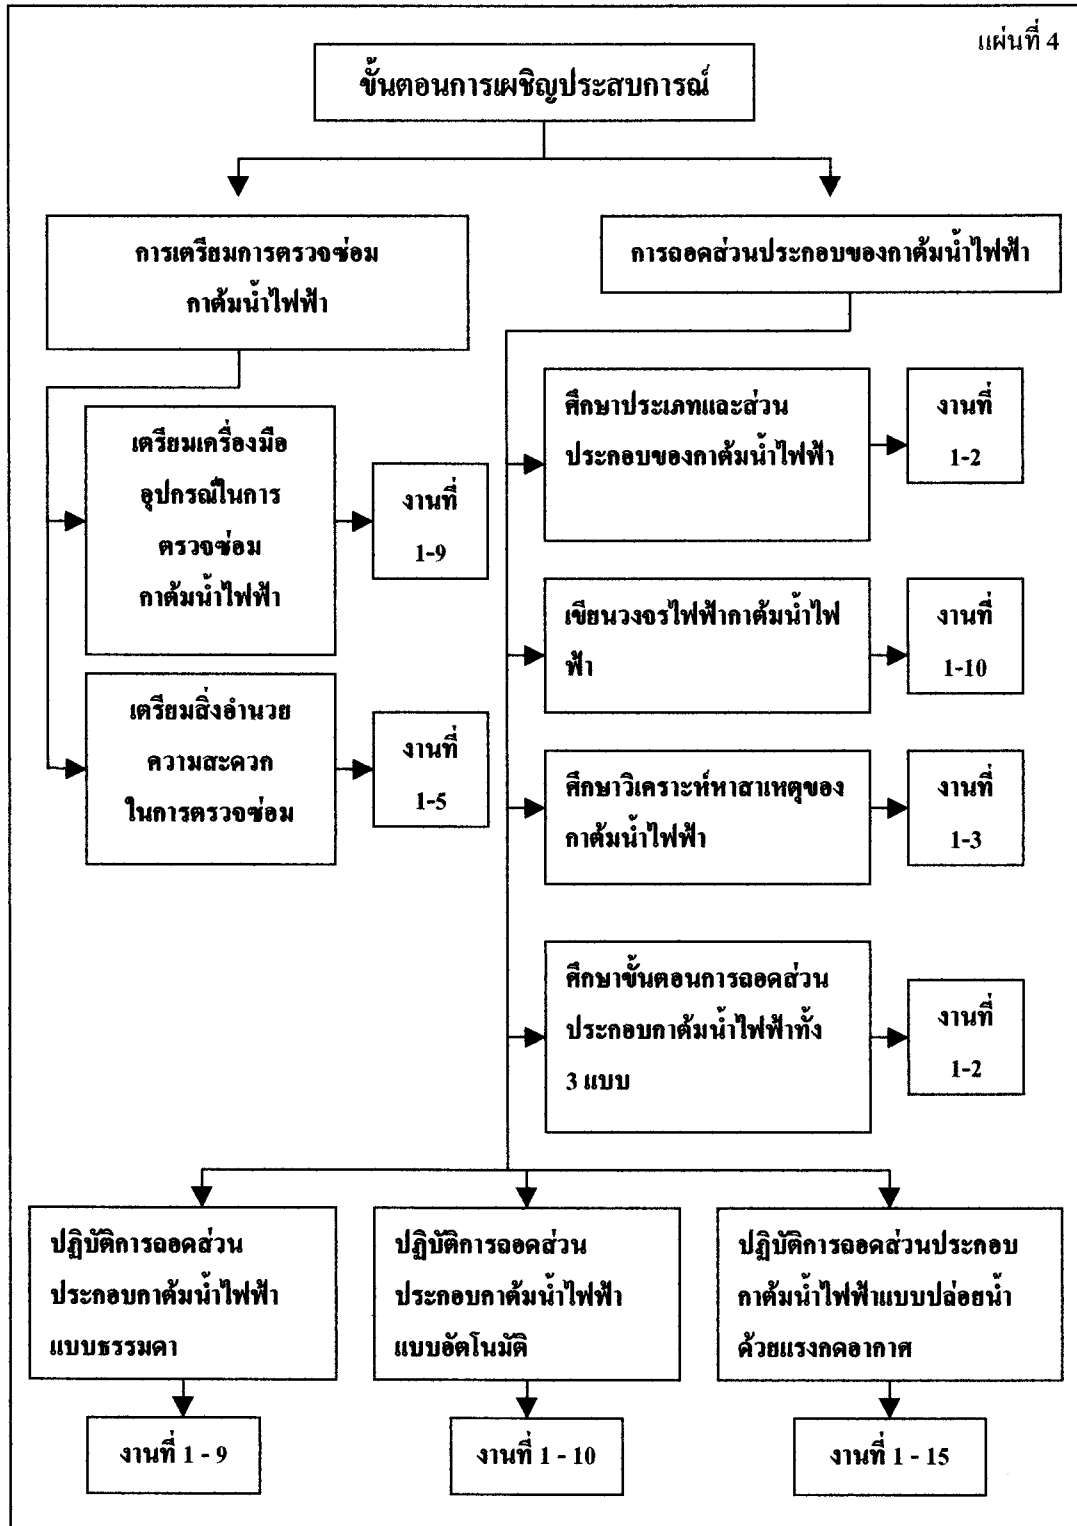 แผ่นที่ 4
ขั้นตอนการเผชิญประสบการณ์
การเตรียมการตรวจซ่อม
กาต้มน้ำไฟฟ้า
การถอดส่วนประกอบของกาต้มน้ำไฟฟ้า
เตรียมเครื่องมือ
อุปกรณ์ในการ
ตรวจซ่อม
กาต้มน้ำไฟฟ้า
งานที่
1-9
เตรียมสิ่งอำนวย
ความสะดวก
ในการตรวจซ่อม
งานที่
1-5
ศึกษาประเภทและส่วน
ประกอบของกาต้มน้ำไฟฟ้า
งานที่
1-2
เขียนวงจรไฟฟ้ากาต้มน้ำไฟ
ฟ้า
งานที่
1-10
ศึกษาวิเคราะห์หาสาเหตุของ
กาต้มน้ำไฟฟ้า
งานที่
1-3
ศึกษาขั้นตอนการถอดส่วน
ประกอบกาต้มน้ำไฟฟ้าทั้ง
3 แบบ
งานที่
1-2
ปฏิบัติการถอดส่วน
ประกอบกาต้มน้ำไฟฟ้า
แบบธรรมดา
งานที่ 1 - 9
ปฏิบัติการถอดส่วน
ประกอบกาต้มน้ำไฟฟ้า
แบบอัตโนมัติ
งานที่ 1 - 10
ปฏิบัติการถอดส่วนประกอบ
กาต้มน้ำไฟฟ้าแบบปล่อยน้ำ
ด้วยแรงกดอากาศ
งานที่ 1 - 15